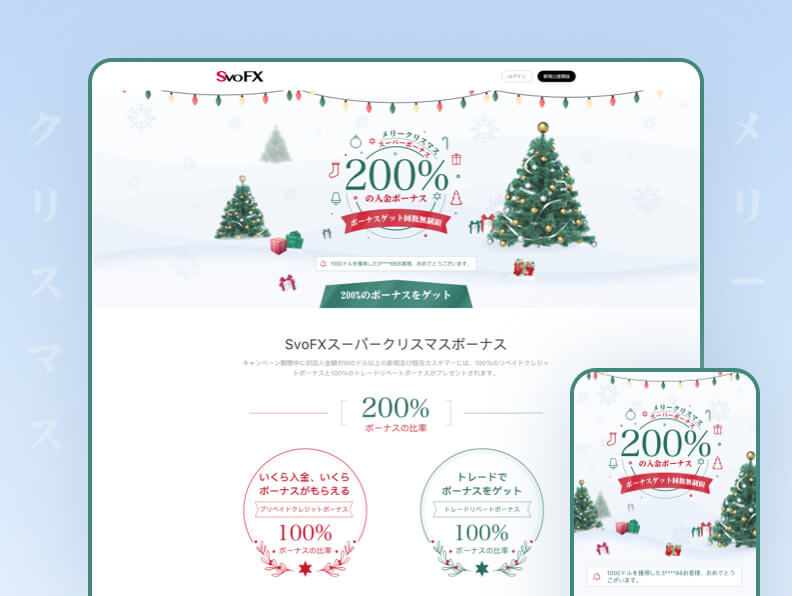 クリスマス
メリー
SvoFX
ログイン
新規口座開設
メリークリスマス
スーパーボーナス
200%
の入金ボーナス
ボーナスゲット回数無制限
1000ドルを獲得した3****88お客様、おめでとうございます。
200%のボーナスをゲット
SvoFXスーパークリスマスボーナス
キャンペーン期間中に初回入金額が500ドル以上の新規及び既存カスタマーには、100%のリペイドクレジッ
トボーナスと100%のトレードリベートボーナスがプレゼントされます。
200%
ボーナスの比率
いくら入金、いくら
ボーナスがもらえる
プリペイドクレジットボーナス
100%
ボーナスの比率
トレードで
ボーナスをゲット
トレードリベートボーナス
100%
ボーナスの比率
メリークリスマス
スーパーボーナス
200%
の入金ボーナス
ボーナスゲット回数無制限
1000ドルを獲得した3****88お客様、おめでとう
ございます。